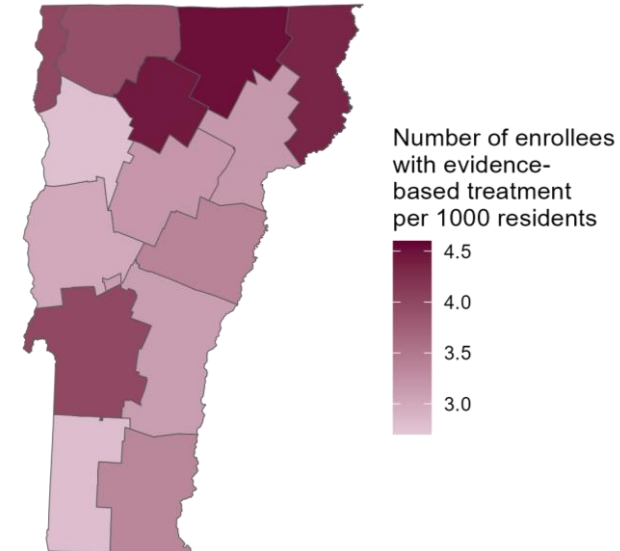 Number of enrollees
with evidence-
based treatment
per 1000 residents
4.5
4.0
3.5
3.0